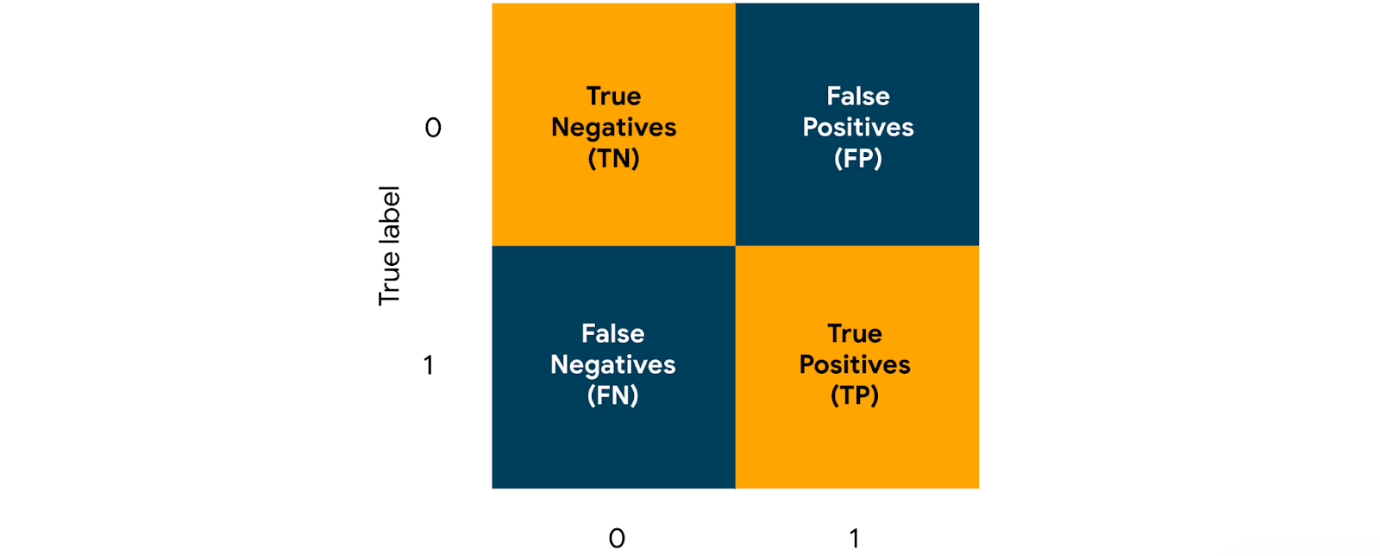 True
Negatives
(TN)
False
Positives
(FP)
0
True label
False
Negatives
(FN)
True
Positives
(TP)
1
0
1